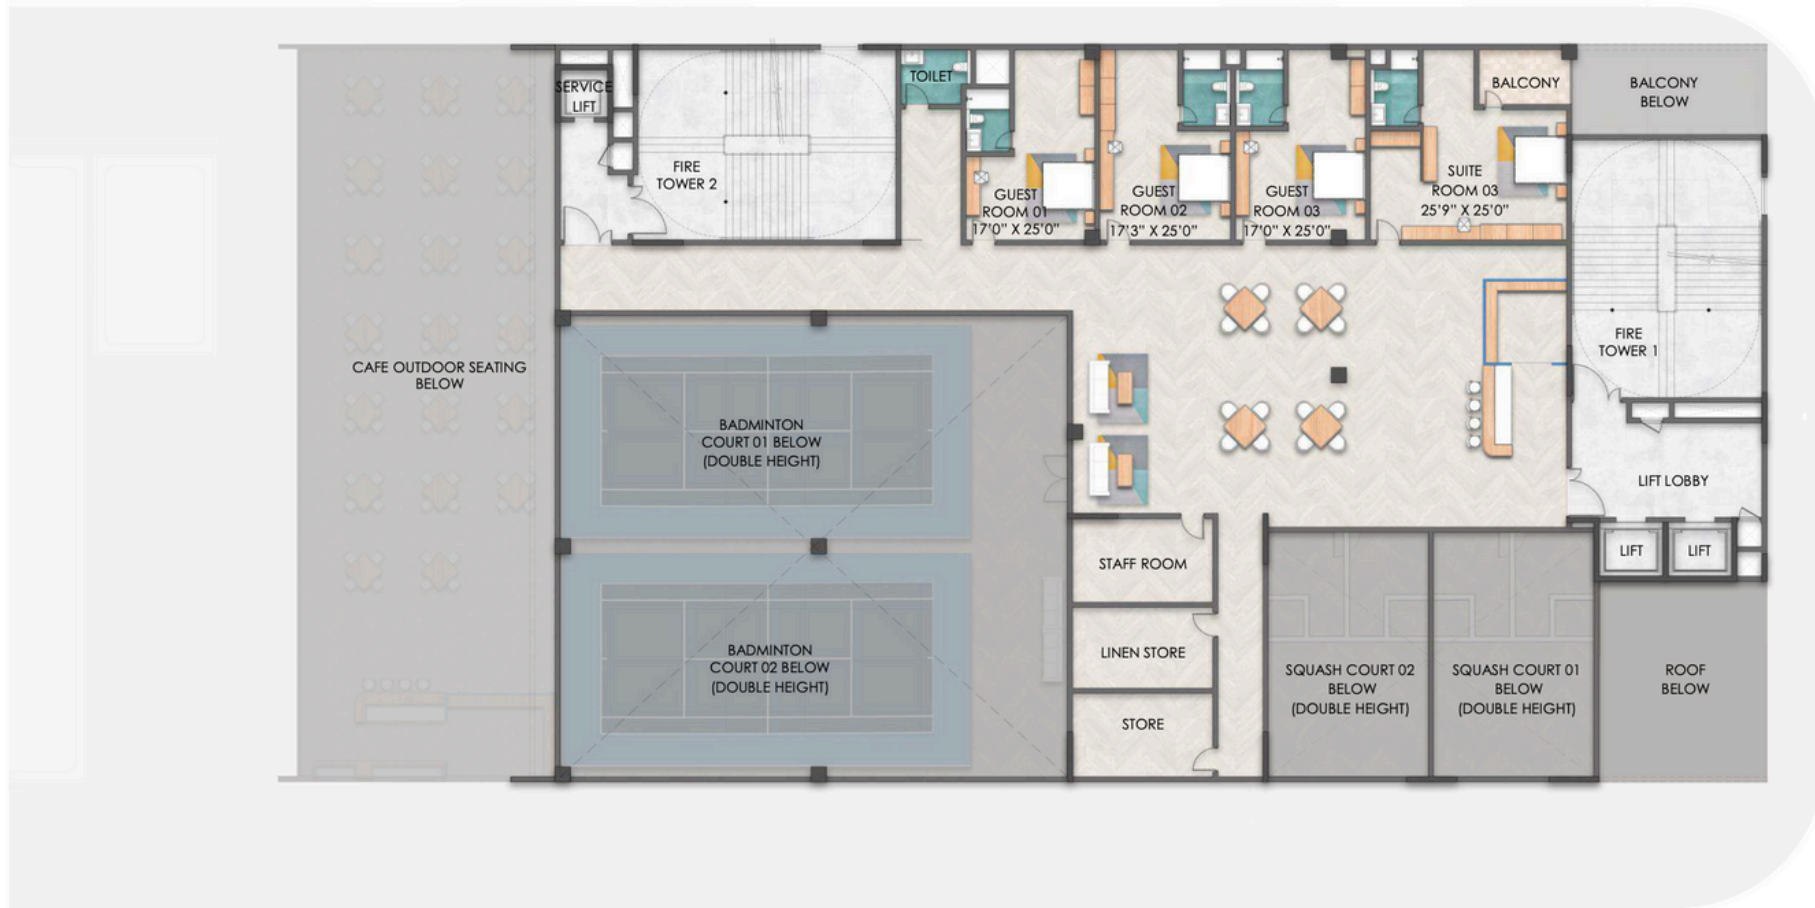 SERVICE
LIFT
FIRE
TOWER 2
TOILET
GUEST
ROOM 01
17'0" X 25'0"
GUEST
ROOM 02
17'3" X 25'0"
GUEST
ROOM 03
17'0" X 25'0"
SUITE
ROOM 03
25'9" X 25'0"
BALCONY
BALCONY
BELOW
FIRE
TOWER 1
CAFE OUTDOOR SEATING
BELOW
BADMINTON
COURT 01 BELOW
(DOUBLE HEIGHT)
LIFT LOBBY
LIFT
LIFT
STAFF ROOM
LINEN STORE
STORE
BADMINTON
COURT 02 BELOW
(DOUBLE HEIGHT)
SQUASH COURT 02
BELOW
(DOUBLE HEIGHT)
SQUASH COURT 01
BELOW
(DOUBLE HEIGHT)
ROOF
BELOW